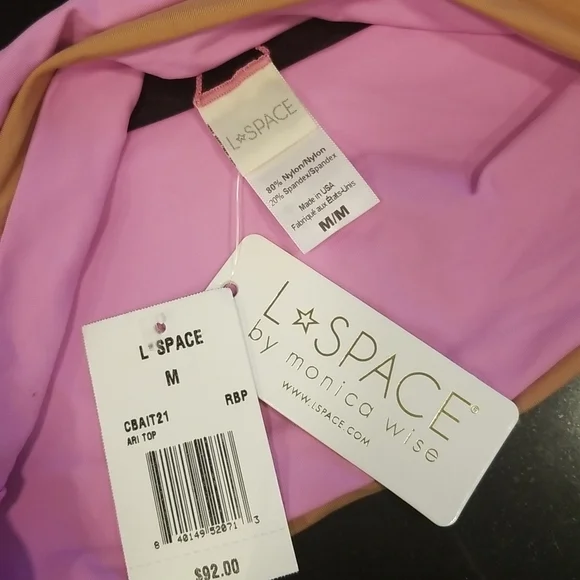 L☆SPACE
80% Nylon/Nylon
20% Spandex/Spandex
Made in USA
Fabriqué aux États-Unis
M/M
L☆SPACE®
by monica wise
WWW.LSPACE.COM
L*SPACE
M
CBAIT21 RBP
ARI TOP
8 40149 52071 3
$92.00